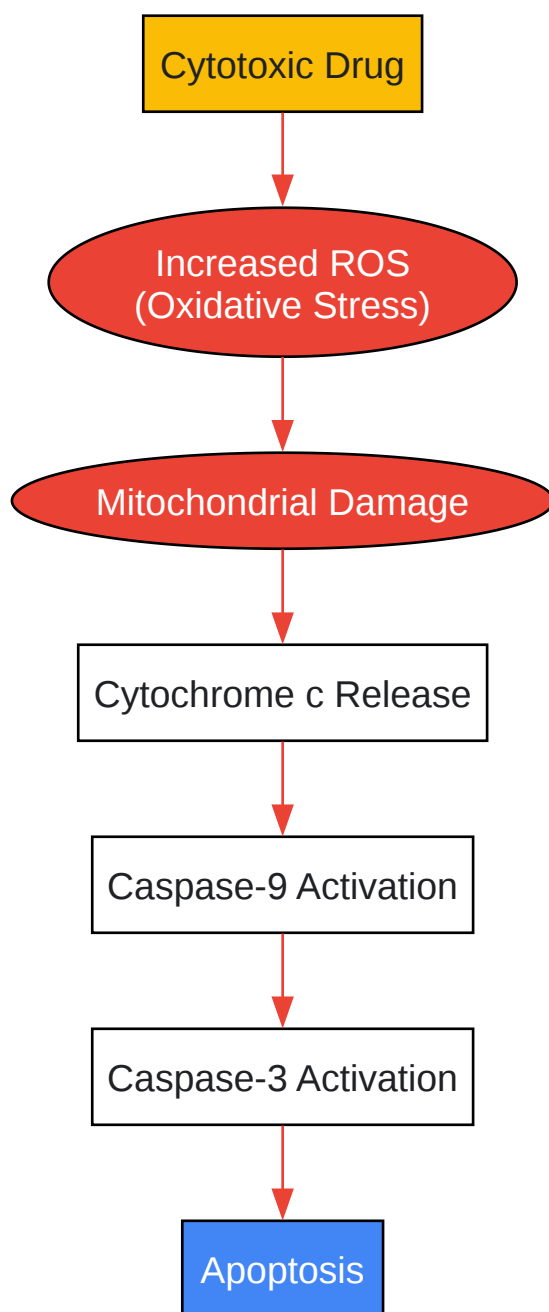 Cytotoxic Drug
Increased ROS
(Oxidative Stress)
Mitochondrial Damage
Cytochrome c Release
Caspase-9 Activation
Caspase-3 Activation
Apoptosis